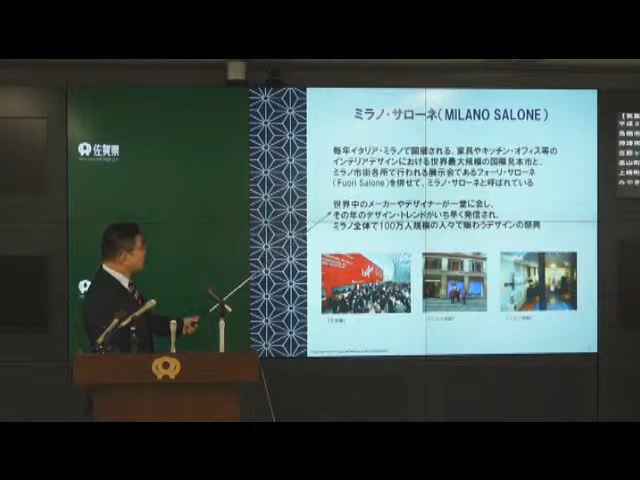 佐賀県
ミラノ・サローネ(MILANO SALONE)
毎年イタリア・ミラノで開催される、家具やキッチン・オフィス等の
インテリアデザインにおける世界最大規模の国際見本市と、
ミラノ市街各所で行われる展示会であるフォーリ・サローネ
(Fuori Salone)を併せて、ミラノ・サローネと呼ばれている
世界中のメーカーやデザイナーが一堂に会し、
その年のデザイン・トレンドがいち早く発信され、
ミラノ全体で100万人規模の人々で賑わうデザインの祭典